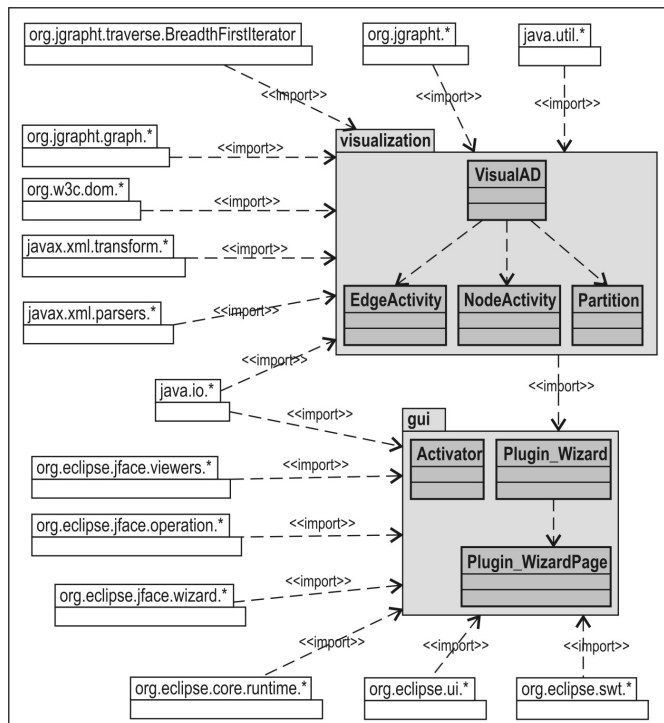 org.jgrapht.traverse.BreadthFirstIterator
org.jgrapht.*
java.util.*
<<import>>
<<import>>
<<import>>
org.jgrapht.graph.*
<<import>>
visualization
VisualAD
org.w3c.dom.*
<<import>>
javax.xml.transform.*
<<import>>
EdgeActivity
NodeActivity
Partition
javax.xml.parsers.*
<<import>>
<<import>>
java.io.*
<<import>>
<<import>>
gui
Activator
Plugin_Wizard
org.eclipse.jface.viewers.*
<<import>>
org.eclipse.jface.operation.*
<<import>>
Plugin_WizardPage
org.eclipse.jface.wizard.*
<<import>>
<<import>>
<<import>>
<<import>>
org.eclipse.core.runtime.*
org.eclipse.ui.*
org.eclipse.swt.*